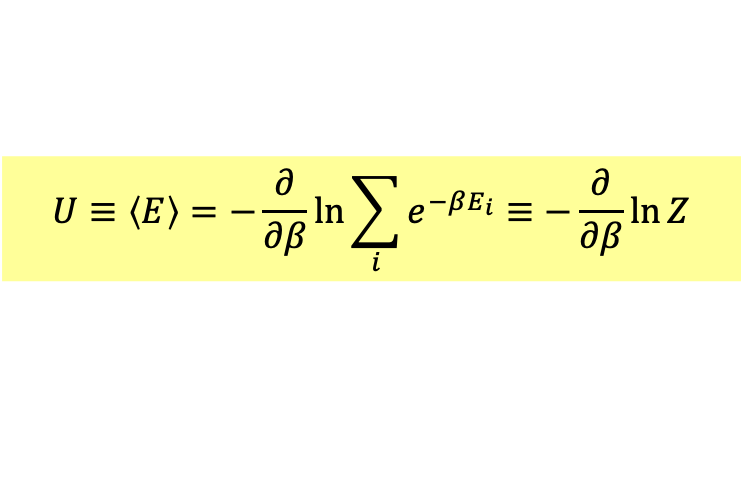 U ≡ ⟨E⟩ = −∂/∂β ln ∑_i e^{−βE_i} ≡ −∂/∂β ln Z